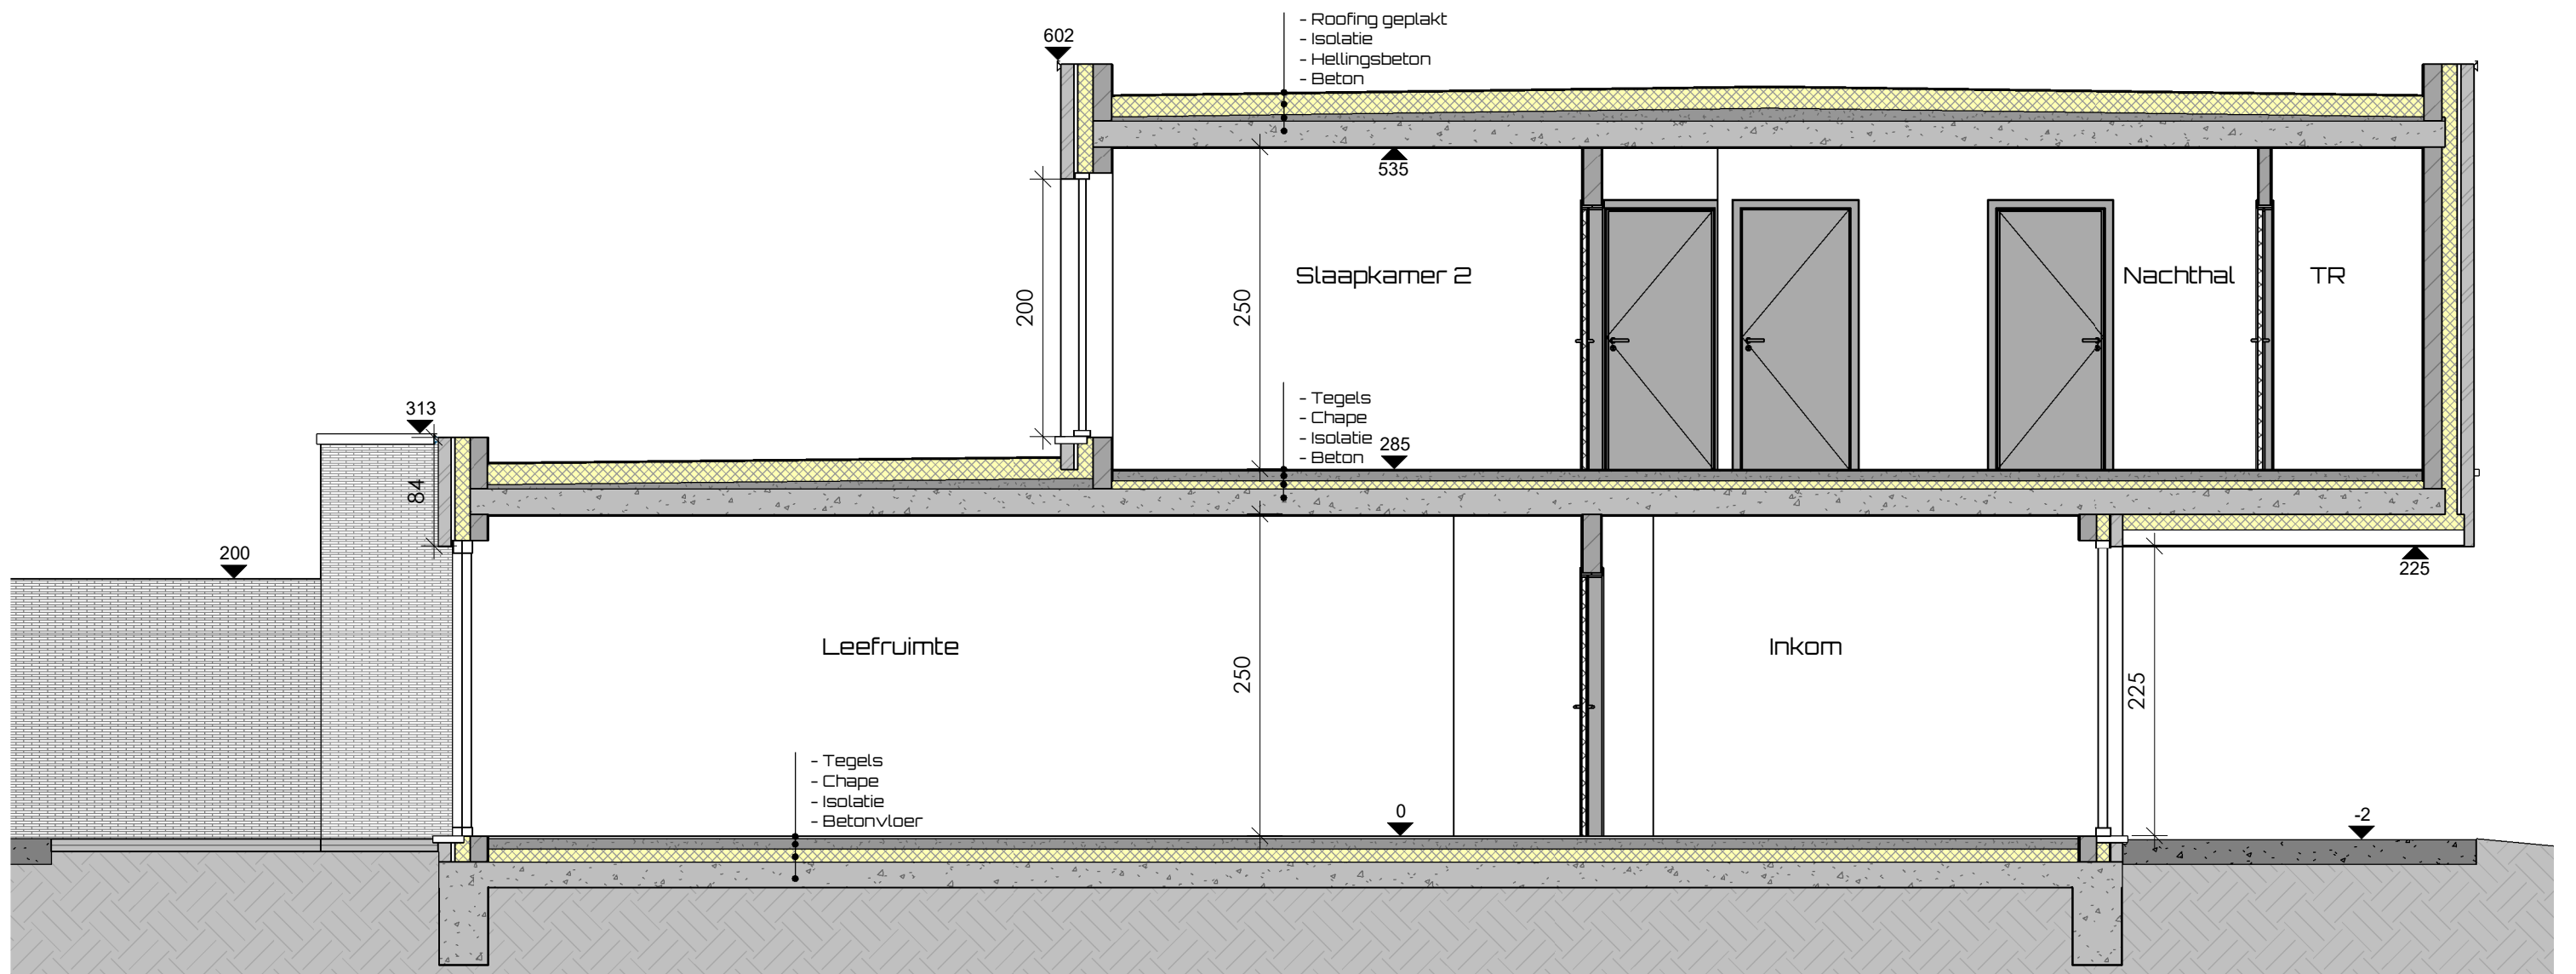 - Roofing geplakt
- Isolatie
- Hellingsbeton
- Beton
602
535
Slaapkamer 2
Nachthal
TR
200
250
313
- Tegels
- Chape
- Isolatie
- Beton
285
84
200
225
Leefruimte
Inkom
250
225
- Tegels
- Chape
- Isolatie
- Betonvloer
0
-2